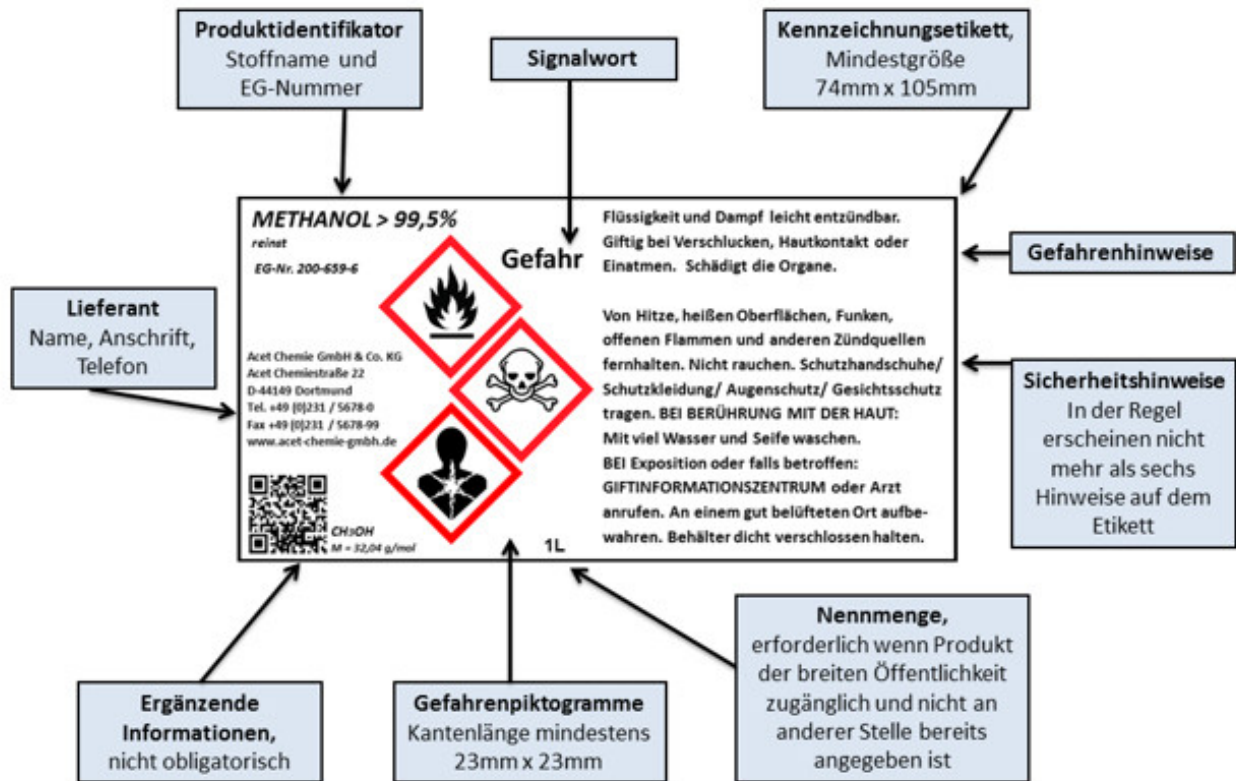 Produktidentifikator
Stoffname und
EG-Nummer
Signalwort
Kennzeichnungsetikett,
Mindestgröße
74mm x 105mm
Lieferant
Name, Anschrift,
Telefon
METHANOL > 99,5%
reinst
EG-Nr. 200-659-6
Acet Chemie GmbH & Co. KG
Acet Chemiestraße 22
D-44149 Dortmund
Tel. +49 (0)231 / 5678-0
Fax +49 (0)231 / 5678-99
www.acet-chemie-gmbh.de
CH3OH
M = 32,04 g/mol
Gefahr
1L
Flüssigkeit und Dampf leicht entzündbar.
Giftig bei Verschlucken, Hautkontakt oder
Einatmen. Schädigt die Organe.
Von Hitze, heißen Oberflächen, Funken,
offenen Flammen und anderen Zündquellen
fernhalten. Nicht rauchen. Schutzhandschuhe/
Schutzkleidung/ Augenschutz/ Gesichtsschutz
tragen. BEI BERÜHRUNG MIT DER HAUT:
Mit viel Wasser und Seife waschen.
BEI Exposition oder falls betroffen:
GIFTINFORMATIONSZENTRUM oder Arzt
anrufen. An einem gut belüfteten Ort aufbe-
wahren. Behälter dicht verschlossen halten.
Gefahrenhinweise
Sicherheitshinweise
In der Regel
erscheinen nicht
mehr als sechs
Hinweise auf dem
Etikett
Ergänzende
Informationen,
nicht obligatorisch
Gefahrenpiktogramme
Kantenlänge mindestens
23mm x 23mm
Nennmenge,
erforderlich wenn Produkt
der breiten Öffentlichkeit
zugänglich und nicht an
anderer Stelle bereits
angegeben ist